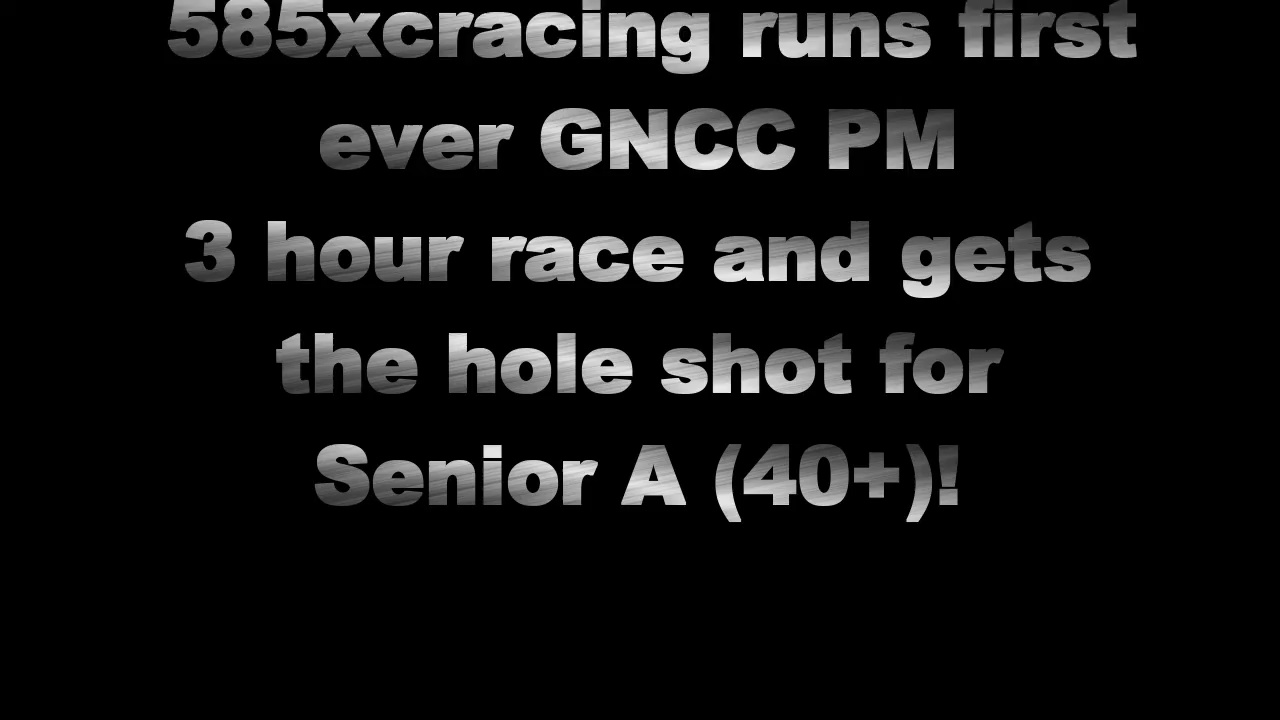 585xcracing runs first
ever GNCC PM
3 hour race and gets
the hole shot for
Senior A (40+)!